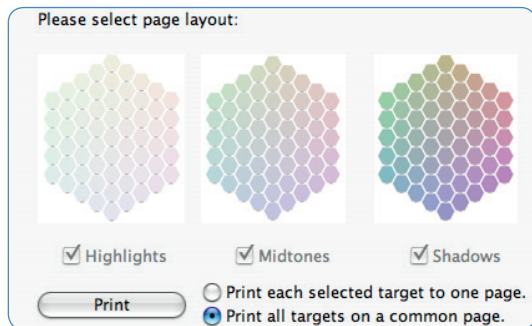 Please select page layout:
Highlights Midtones Shadows
Print
Print each selected target to one page.
Print all targets on a common page.